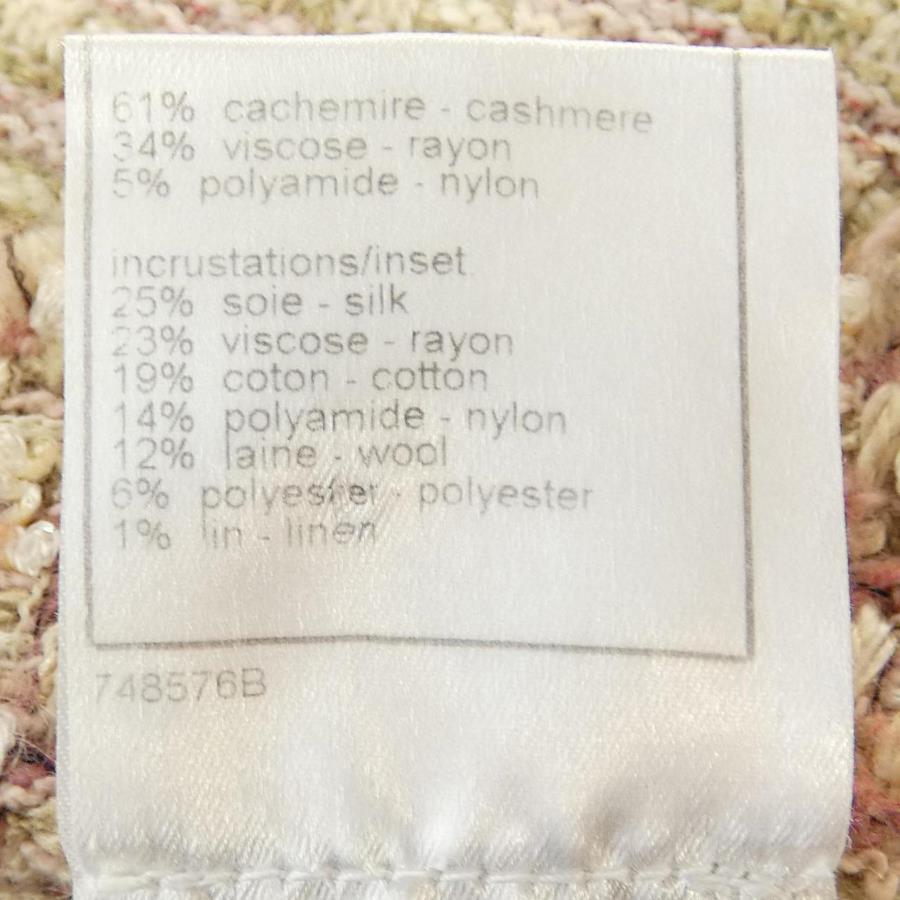 61% cachemire - cashmere
34% viscose - rayon
5% polyamide - nylon
incrustations/inset
25% soie - silk
23% viscose - rayon
19% coton - cotton
14% polyamide - nylon
12% laine - wool
6% polyester - polyester
1% lin - linen
748576B